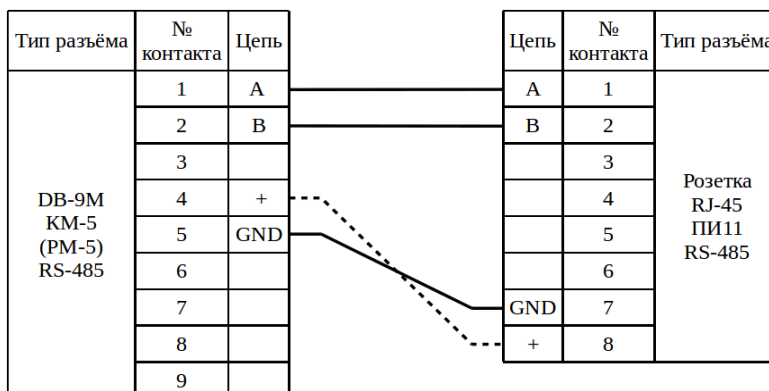 Тип разъёма № контакта Цепь Цепь № контакта Тип разъёма
1 A A 1
2 B B 2
3 3
4 + 4
5 GND 5
6 6
7 GND 7
8 + 8
9
DB-9M
КМ-5
(РМ-5)
RS-485
Розетка
RJ-45
ПИ11
RS-485